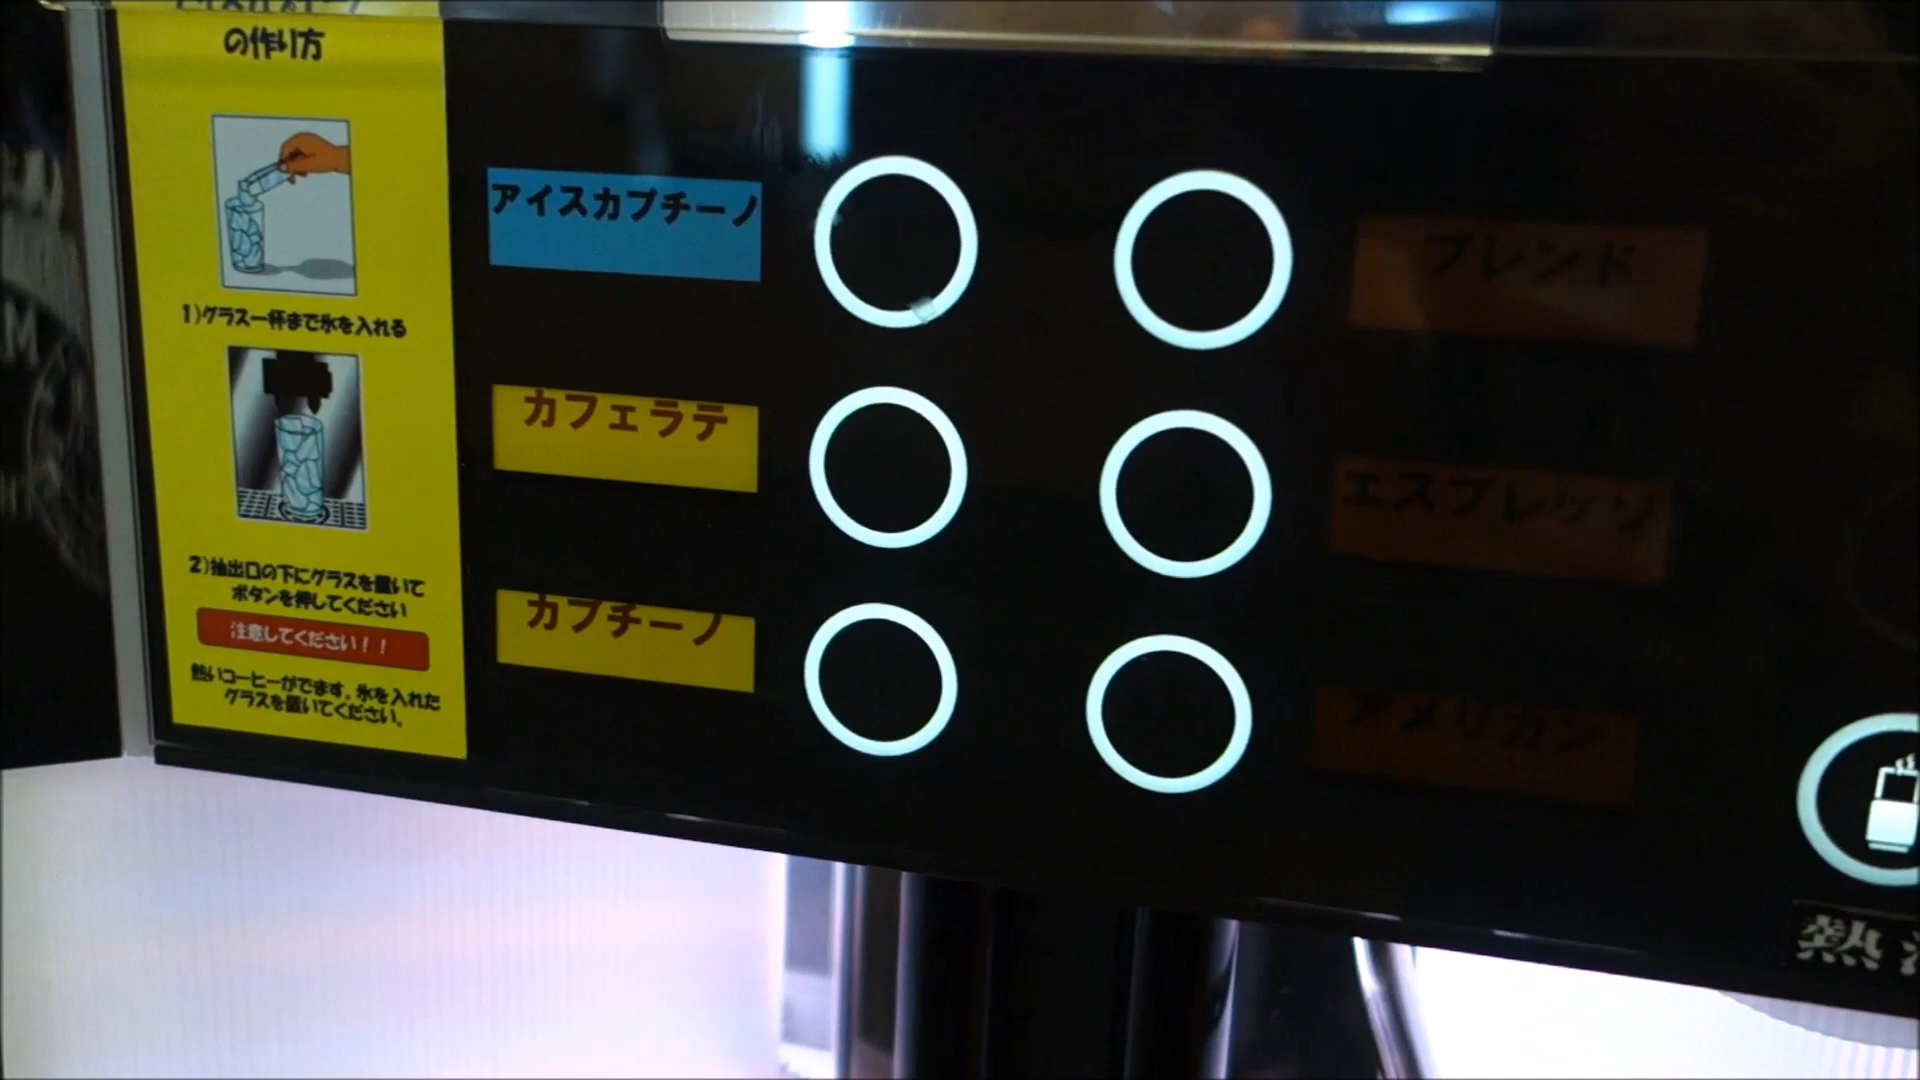 の作り方
1)グラス一杯まで氷を入れる
2)抽出口の下にグラスを置いて
ボタンを押してください
注意してください！！
熱いコーヒーがでます。氷を入れた
グラスを置いてください。
アイスカプチーノ
カフェラテ
カプチーノ
ブレンド
エスプレッソ
アメリカン
熱